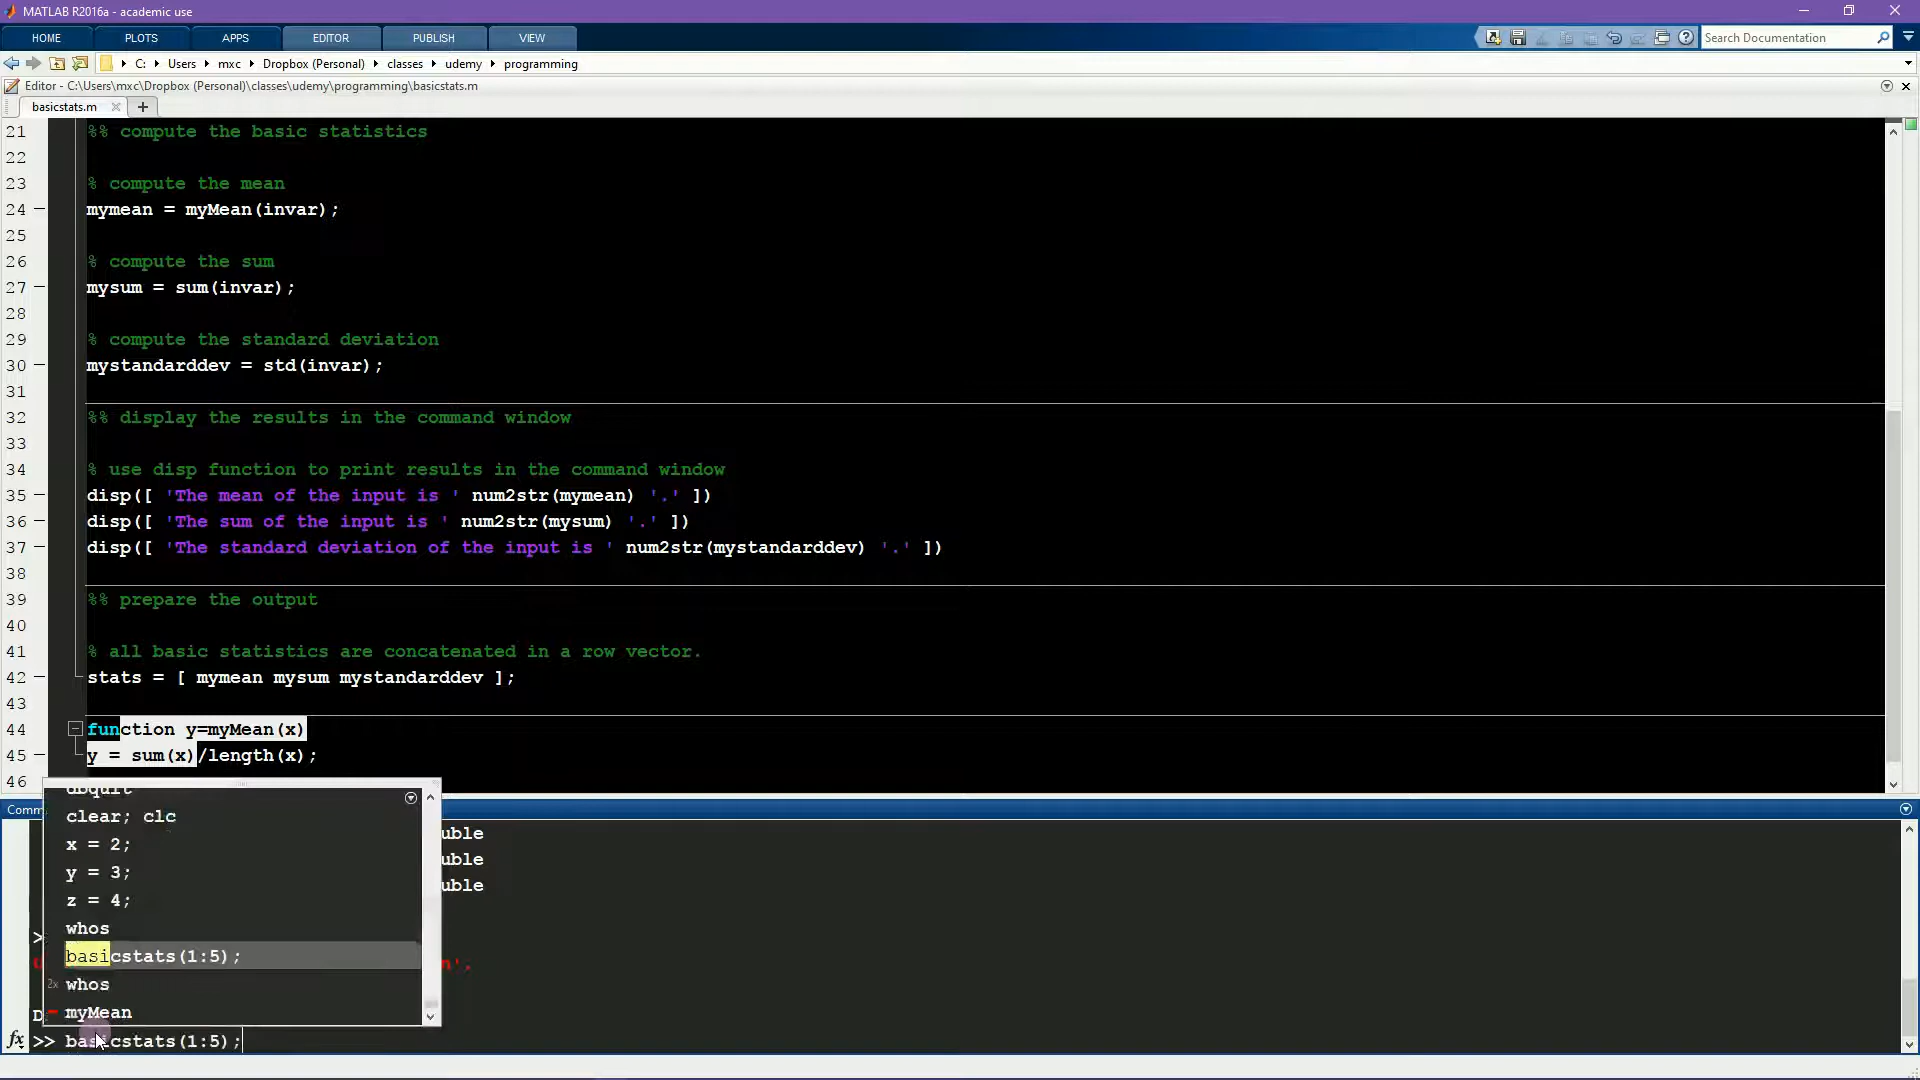 MATLAB R2016a - academic use
HOME PLOTS APPS EDITOR PUBLISH VIEW
Search Documentation
C: Users mxc Dropbox (Personal) classes udemy programming
Editor - C:\Users\mxc\Dropbox (Personal)\classes\udemy\programming\basicstats.m
basicstats.m
21 %% compute the basic statistics
22
23 % compute the mean
24 mymean = myMean(invar);
25
26 % compute the sum
27 mysum = sum(invar);
28
29 % compute the standard deviation
30 mystandarddev = std(invar);
31
32 %% display the results in the command window
33
34 % use disp function to print results in the command window
35 disp([ 'The mean of the input is ' num2str(mymean) '.' ])
36 disp([ 'The sum of the input is ' num2str(mysum) '.' ])
37 disp([ 'The standard deviation of the input is ' num2str(mystandarddev) '.' ])
38
39 %% prepare the output
40
41 % all basic statistics are concatenated in a row vector.
42 stats = [ mymean mysum mystandarddev ];
43
44 function y=myMean(x)
45 y = sum(x)/length(x);
46
Comm
dbquit
clear; clc
x = 2;
y = 3;
z = 4;
whos
basicstats(1:5);
2x whos
myMean
uble
uble
uble
>
n'.
D
fx >> basicstats(1:5);